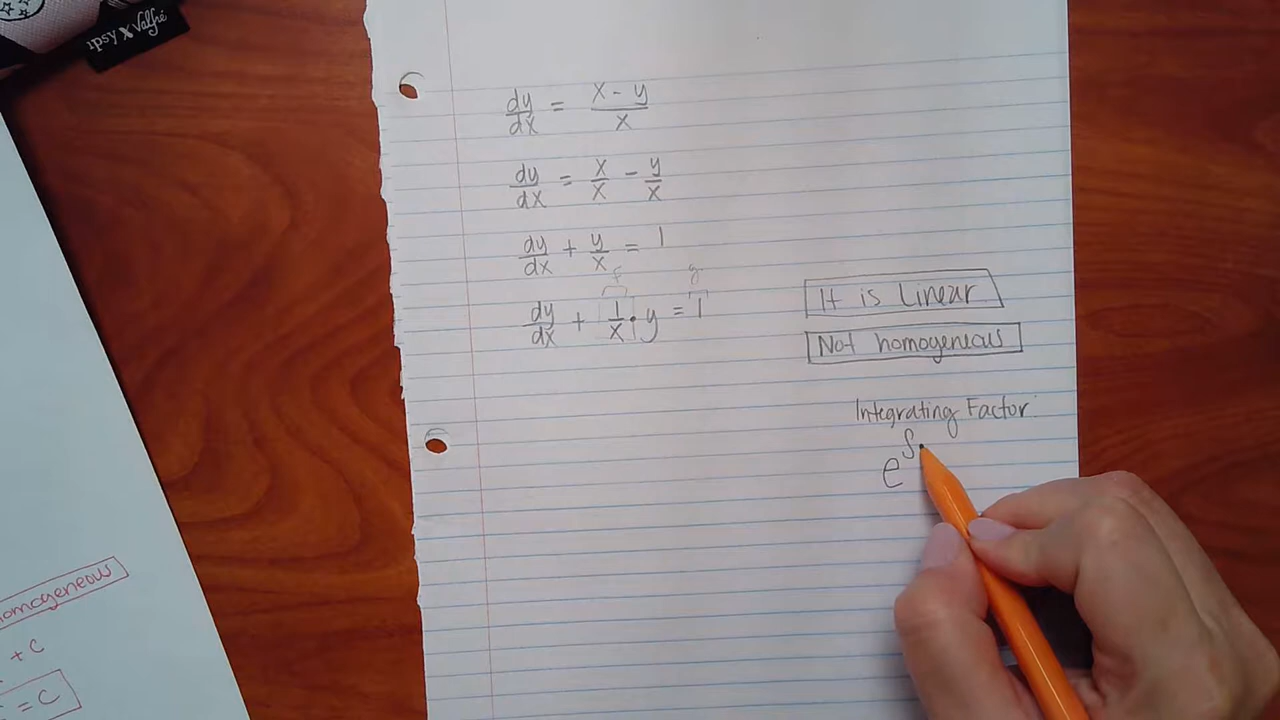 ipsy x Valfré
dy/dx = (x - y)/x
dy/dx = x/x - y/x
dy/dx + y/x = 1
f g
dy/dx + 1/x • y = 1
It is Linear
Not homogeneous
Integrating Factor:
e^∫
homogeneous
+ C
= C